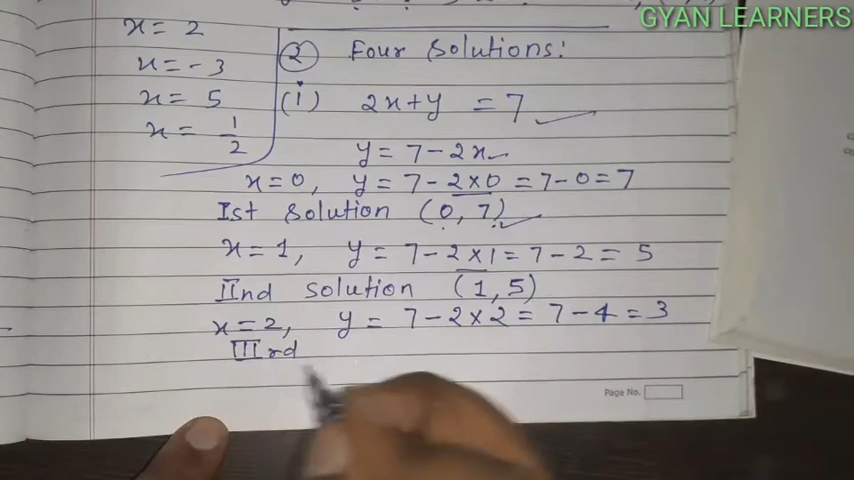 GYAN LEARNERS
x = 2
x = - 3
x = 5
x = 1/2
② Four Solutions:
(i) 2x+y = 7
y = 7 - 2x
x = 0, y = 7 - 2×0 = 7-0 = 7
Ist Solution (0, 7)
x = 1, y = 7 - 2×1 = 7 - 2 = 5
IInd solution (1, 5)
x = 2, y = 7 - 2×2 = 7 - 4 = 3
IIIrd
Page No.